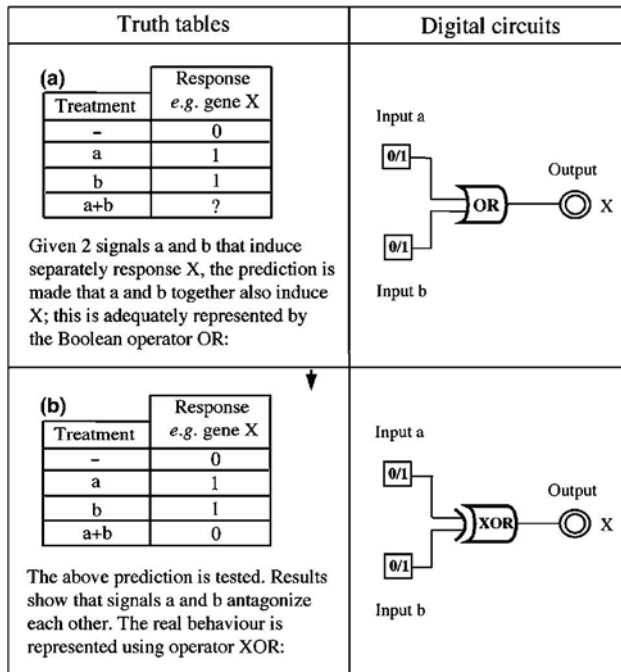 Truth tables
Digital circuits
(a)
Treatment
Response
e.g. gene X
– 0
a 1
b 1
a+b ?
Given 2 signals a and b that induce
separately response X, the prediction is
made that a and b together also induce
X; this is adequately represented by
the Boolean operator OR:
Input a
0/1
OR
Output
X
0/1
Input b
(b)
Treatment
Response
e.g. gene X
– 0
a 1
b 1
a+b 0
The above prediction is tested. Results
show that signals a and b antagonize
each other. The real behaviour is
represented using operator XOR:
Input a
0/1
XOR
Output
X
0/1
Input b